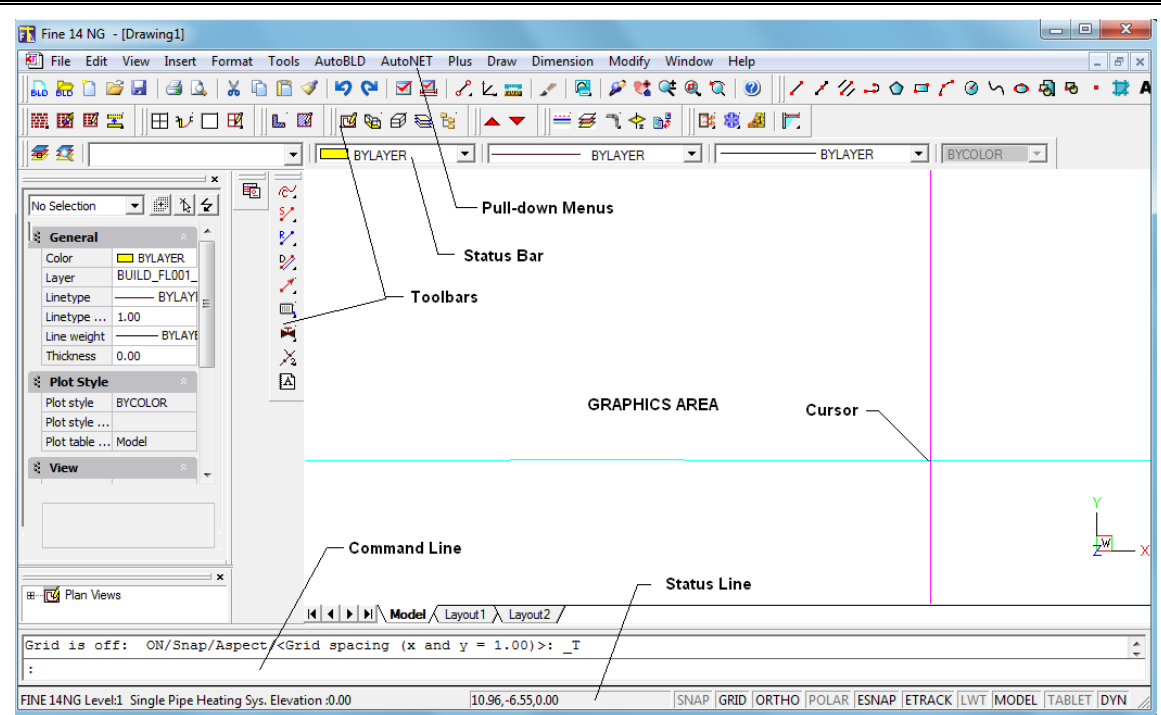 Fine 14 NG - [Drawing1]
File Edit View Insert Format Tools AutoBLD AutoNET Plus Draw Dimension Modify Window Help
BLD BLD
A
BYLAYER BYLAYER BYLAYER BYCOLOR
No Selection
Pull-down Menus
General
Status Bar
Color BYLAYER
Layer BUILD_FL001_
Toolbars
Linetype BYLAY
Linetype ... 1.00
Line weight BYLAYE
Thickness 0.00
Plot Style
Plot style BYCOLOR
GRAPHICS AREA
Cursor
Plot style ...
Plot table ... Model
View
Y
W
Z X
Command Line
Status Line
Plan Views
Model Layout1 Layout2
Grid is off: ON/Snap/Aspect/<Grid spacing (x and y = 1.00)>: _T
:
FINE 14NG Level:1 Single Pipe Heating Sys. Elevation :0.00 10.96,-6.55,0.00 SNAP GRID ORTHO POLAR ESNAP ETRACK LWT MODEL TABLET DYN